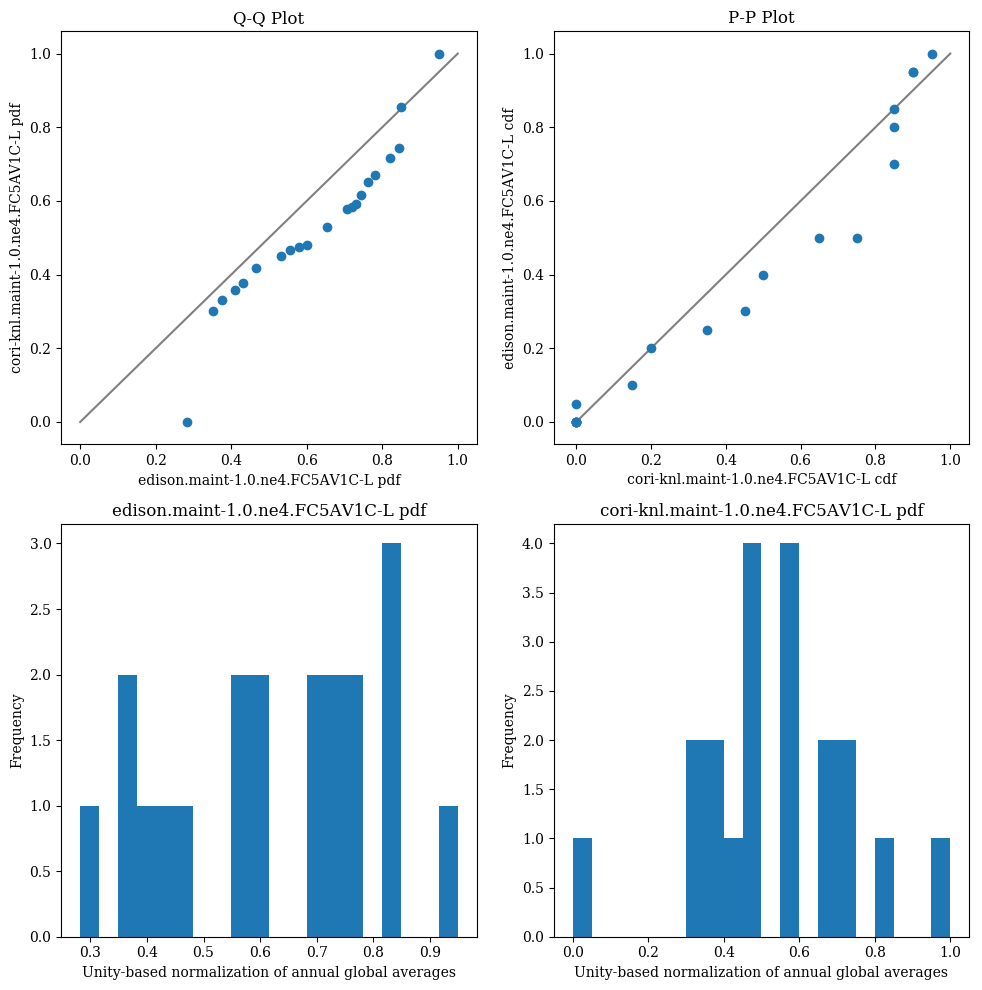 Q-Q Plot
1.0
0.8
0.6
0.4
0.2
0.0
cori-knl.maint-1.0.ne4.FC5AV1C-L pdf
0.0 0.2 0.4 0.6 0.8 1.0
edison.maint-1.0.ne4.FC5AV1C-L pdf
P-P Plot
1.0
0.8
0.6
0.4
0.2
0.0
edison.maint-1.0.ne4.FC5AV1C-L cdf
0.0 0.2 0.4 0.6 0.8 1.0
cori-knl.maint-1.0.ne4.FC5AV1C-L cdf
edison.maint-1.0.ne4.FC5AV1C-L pdf
3.0
2.5
2.0
1.5
1.0
0.5
0.0
Frequency
0.3 0.4 0.5 0.6 0.7 0.8 0.9
Unity-based normalization of annual global averages
cori-knl.maint-1.0.ne4.FC5AV1C-L pdf
4.0
3.5
3.0
2.5
2.0
1.5
1.0
0.5
0.0
Frequency
0.0 0.2 0.4 0.6 0.8 1.0
Unity-based normalization of annual global averages